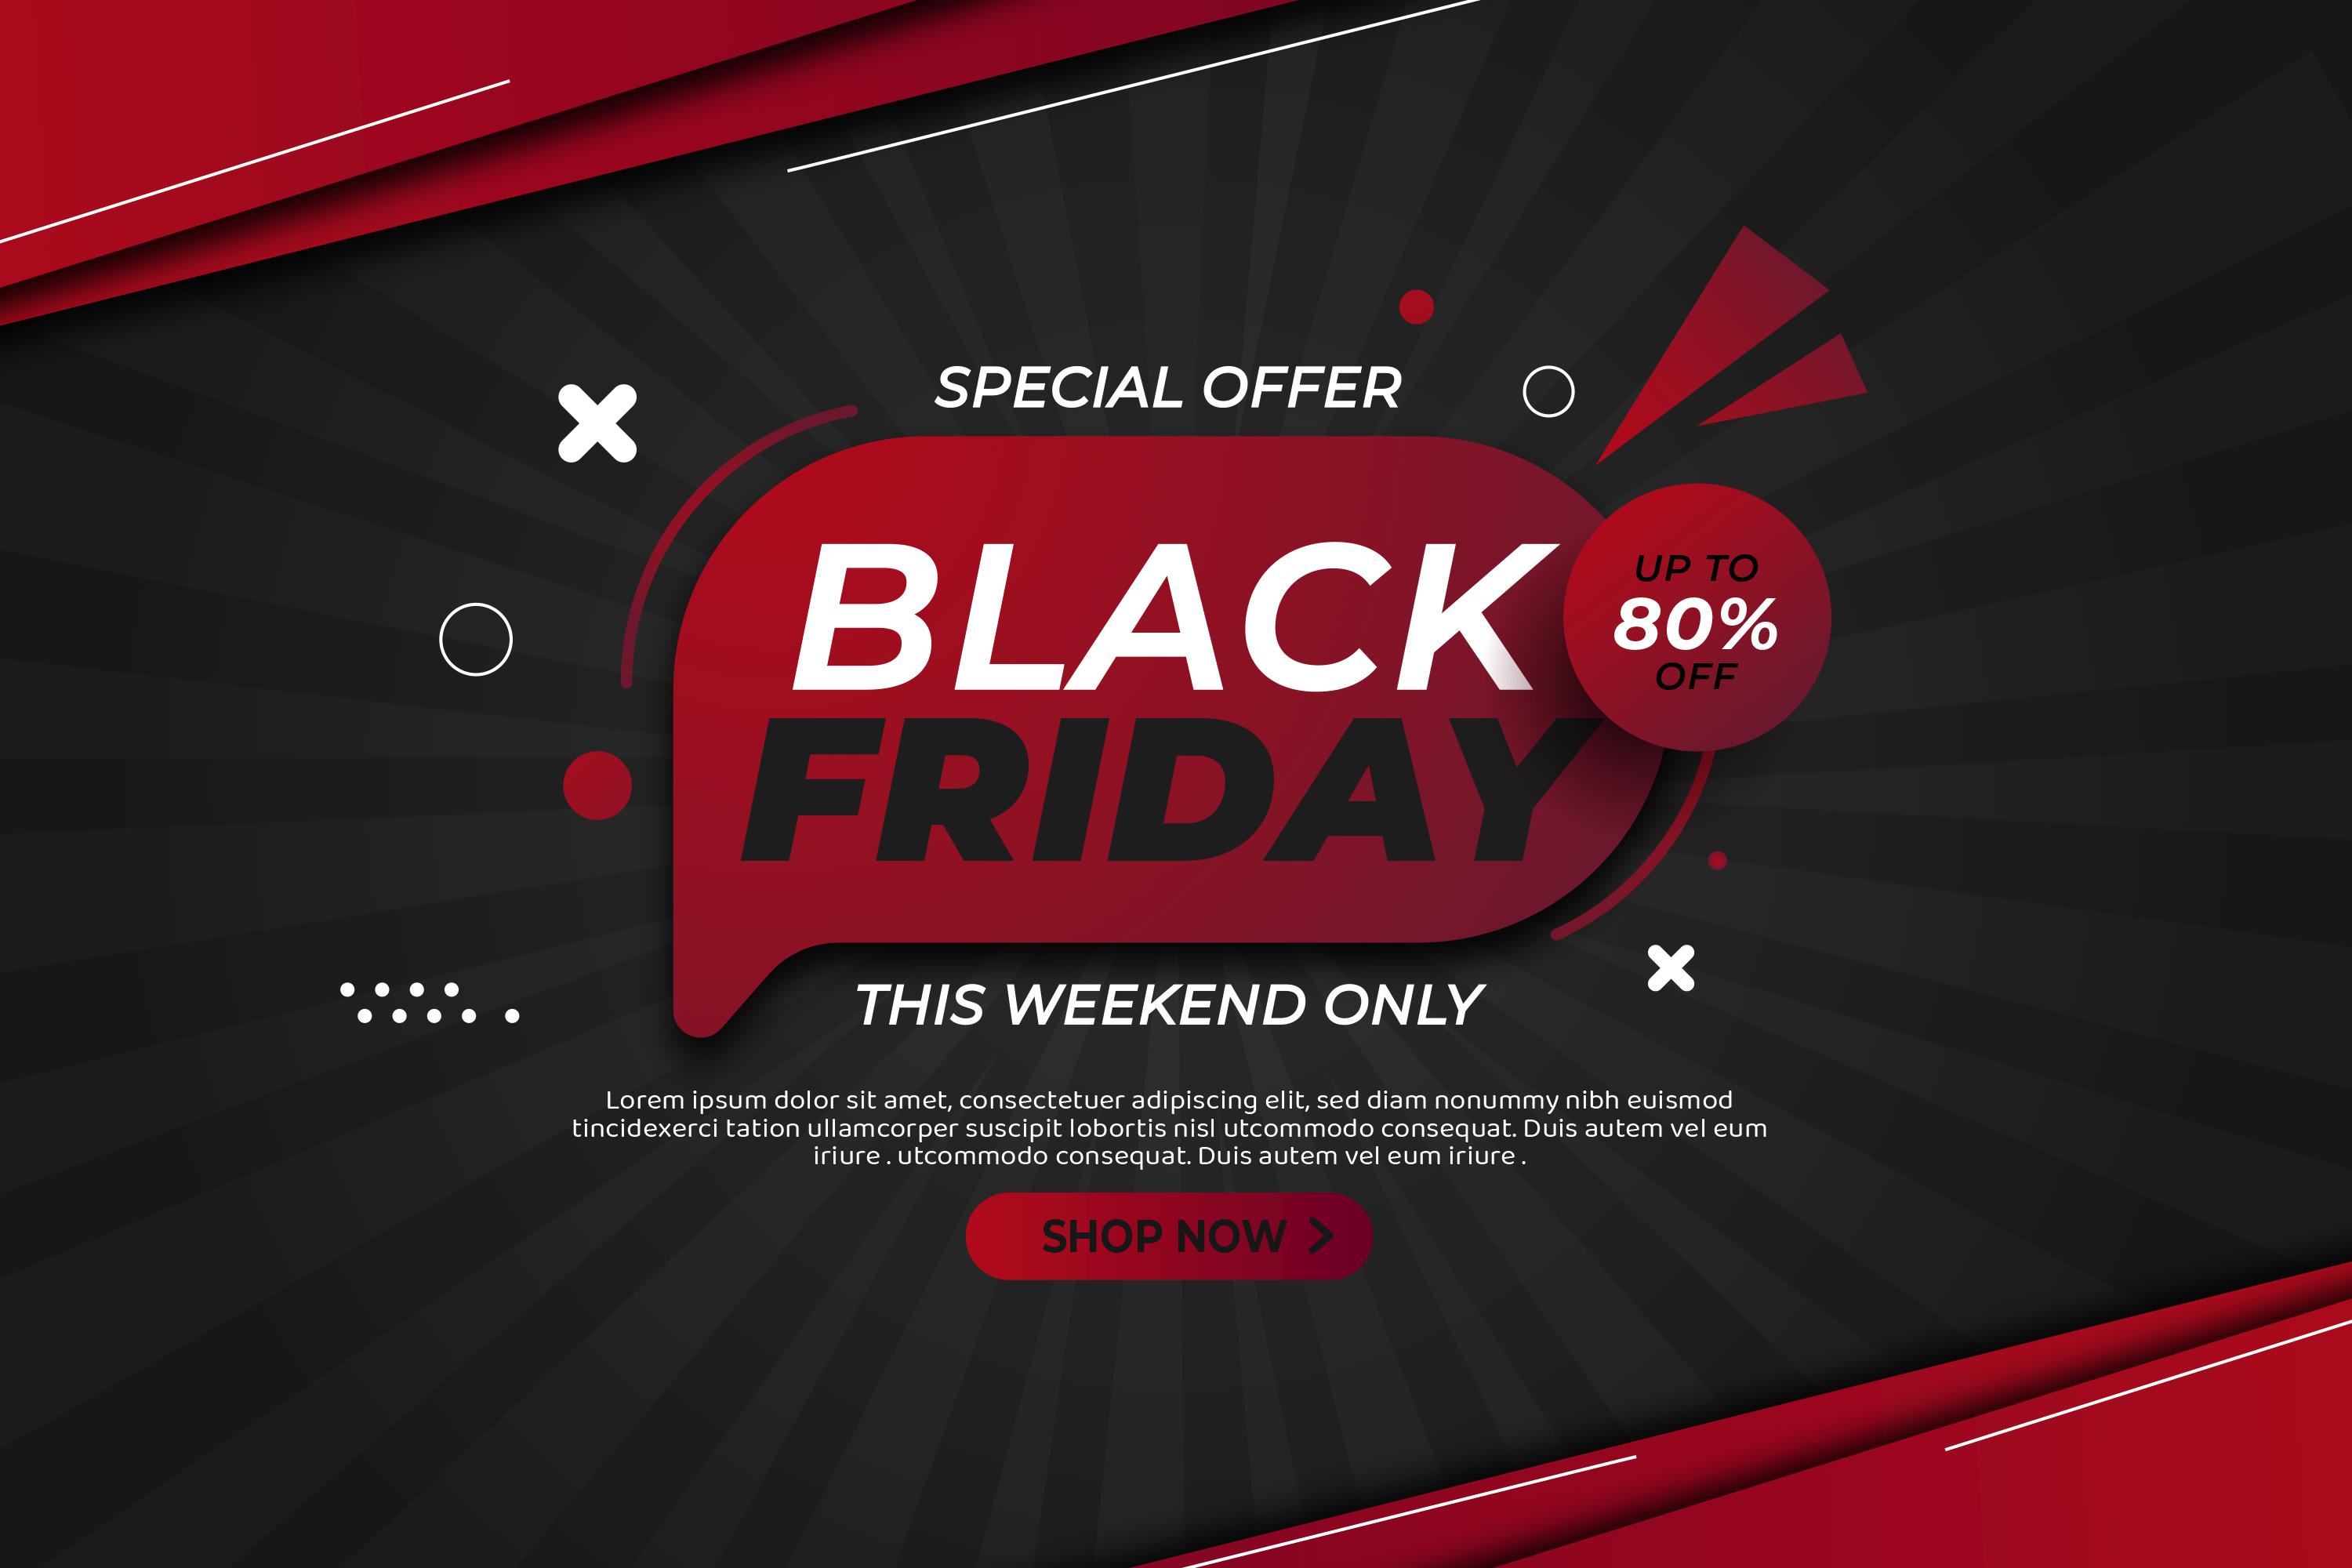 SPECIAL OFFER
BLACK
FRIDAY
UP TO
80%
OFF
THIS WEEKEND ONLY
Lorem ipsum dolor sit amet, consectetuer adipiscing elit, sed diam nonummy nibh euismod
tincidexerci tation ullamcorper suscipit lobortis nisl utcommodo consequat. Duis autem vel eum
iriure . utcommodo consequat. Duis autem vel eum iriure .
SHOP NOW